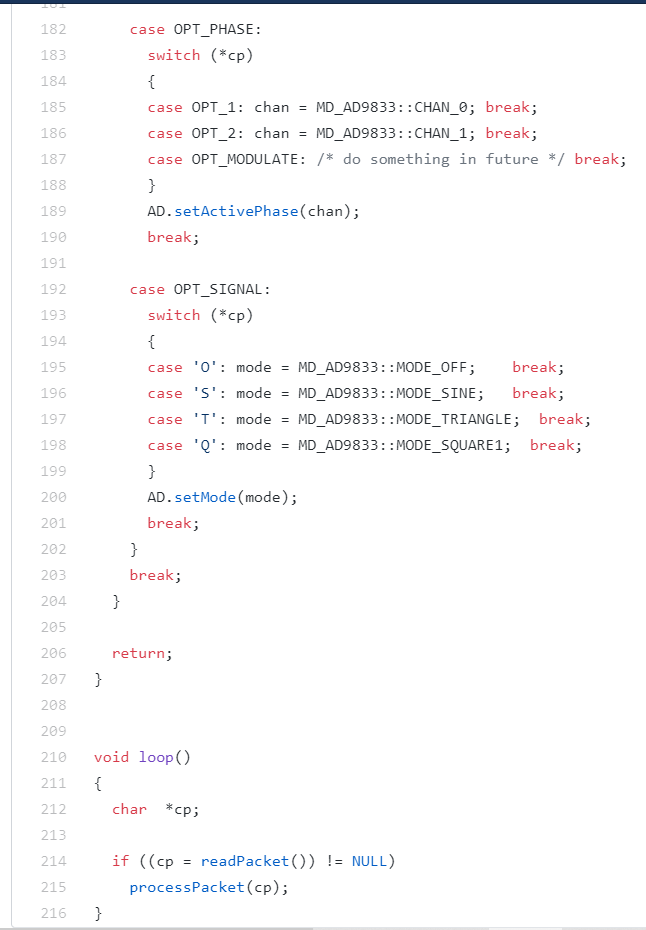 181
182 case OPT_PHASE:
183 switch (*cp)
184 {
185 case OPT_1: chan = MD_AD9833::CHAN_0; break;
186 case OPT_2: chan = MD_AD9833::CHAN_1; break;
187 case OPT_MODULATE: /* do something in future */ break;
188 }
189 AD.setActivePhase(chan);
190 break;
191
192 case OPT_SIGNAL:
193 switch (*cp)
194 {
195 case 'O': mode = MD_AD9833::MODE_OFF;    break;
196 case 'S': mode = MD_AD9833::MODE_SINE;   break;
197 case 'T': mode = MD_AD9833::MODE_TRIANGLE;  break;
198 case 'Q': mode = MD_AD9833::MODE_SQUARE1;  break;
199 }
200 AD.setMode(mode);
201 break;
202 }
203 break;
204 }
205
206 return;
207 }
208
209
210 void loop()
211 {
212 char  *cp;
213
214 if ((cp = readPacket()) != NULL)
215 processPacket(cp);
216 }